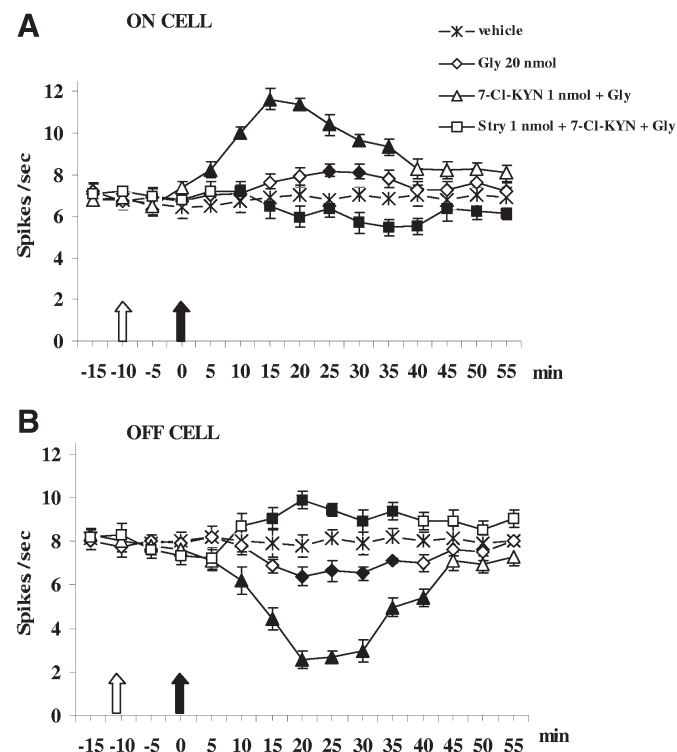 A
ON CELL
vehicle
Gly 20 nmol
7-Cl-KYN 1 nmol + Gly
Stry 1 nmol + 7-Cl-KYN + Gly
Spikes /sec
12
10
8
6
4
2
0
-15 -10 -5 0 5 10 15 20 25 30 35 40 45 50 55 min
B
OFF CELL
Spikes /sec
12
10
8
6
4
2
0
-15 -10 -5 0 5 10 15 20 25 30 35 40 45 50 55 min